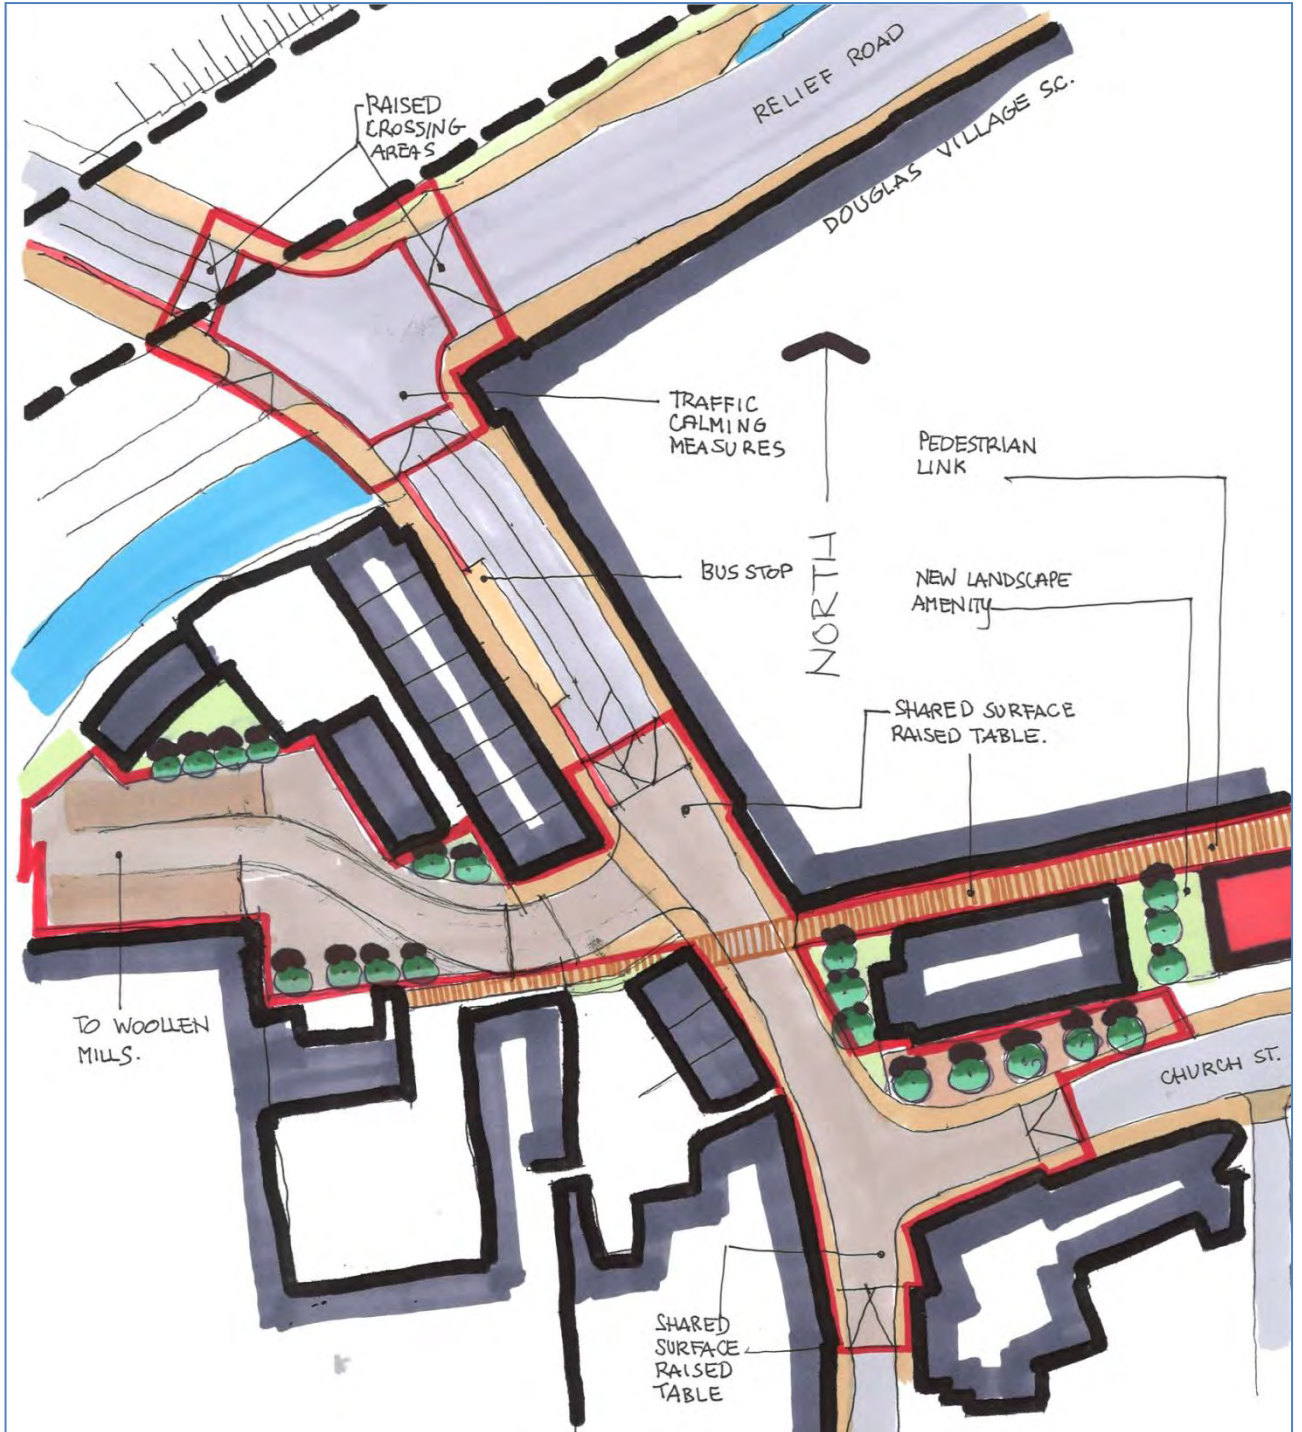 RELIEF ROAD
DOUGLAS VILLAGE S.C.
RAISED
CROSSING
AREAS
TRAFFIC
CALMING
MEASURES
PEDESTRIAN
LINK
BUS STOP
NORTH
NEW LANDSCAPE
AMENITY
SHARED SURFACE
RAISED TABLE.
TO WOOLLEN
MILLS.
CHURCH ST.
SHARED
SURFACE
RAISED
TABLE